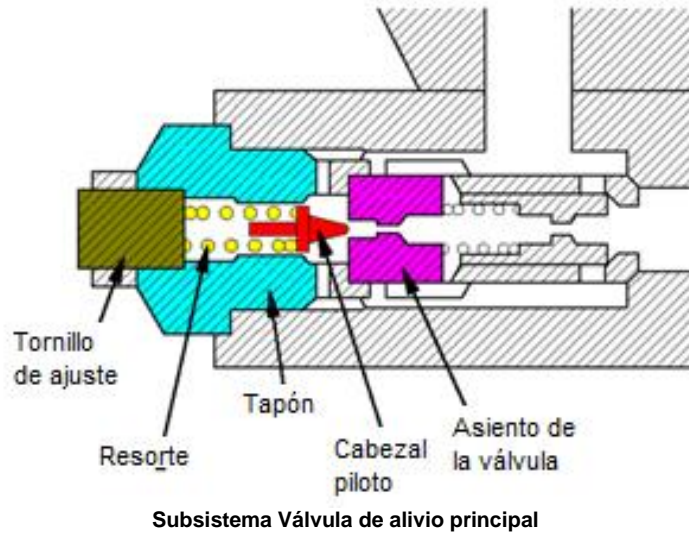 Tornillo
de ajuste
Resorte
Tapón
Cabezal
piloto
Asiento de
la válvula
Subsistema Válvula de alivio principal